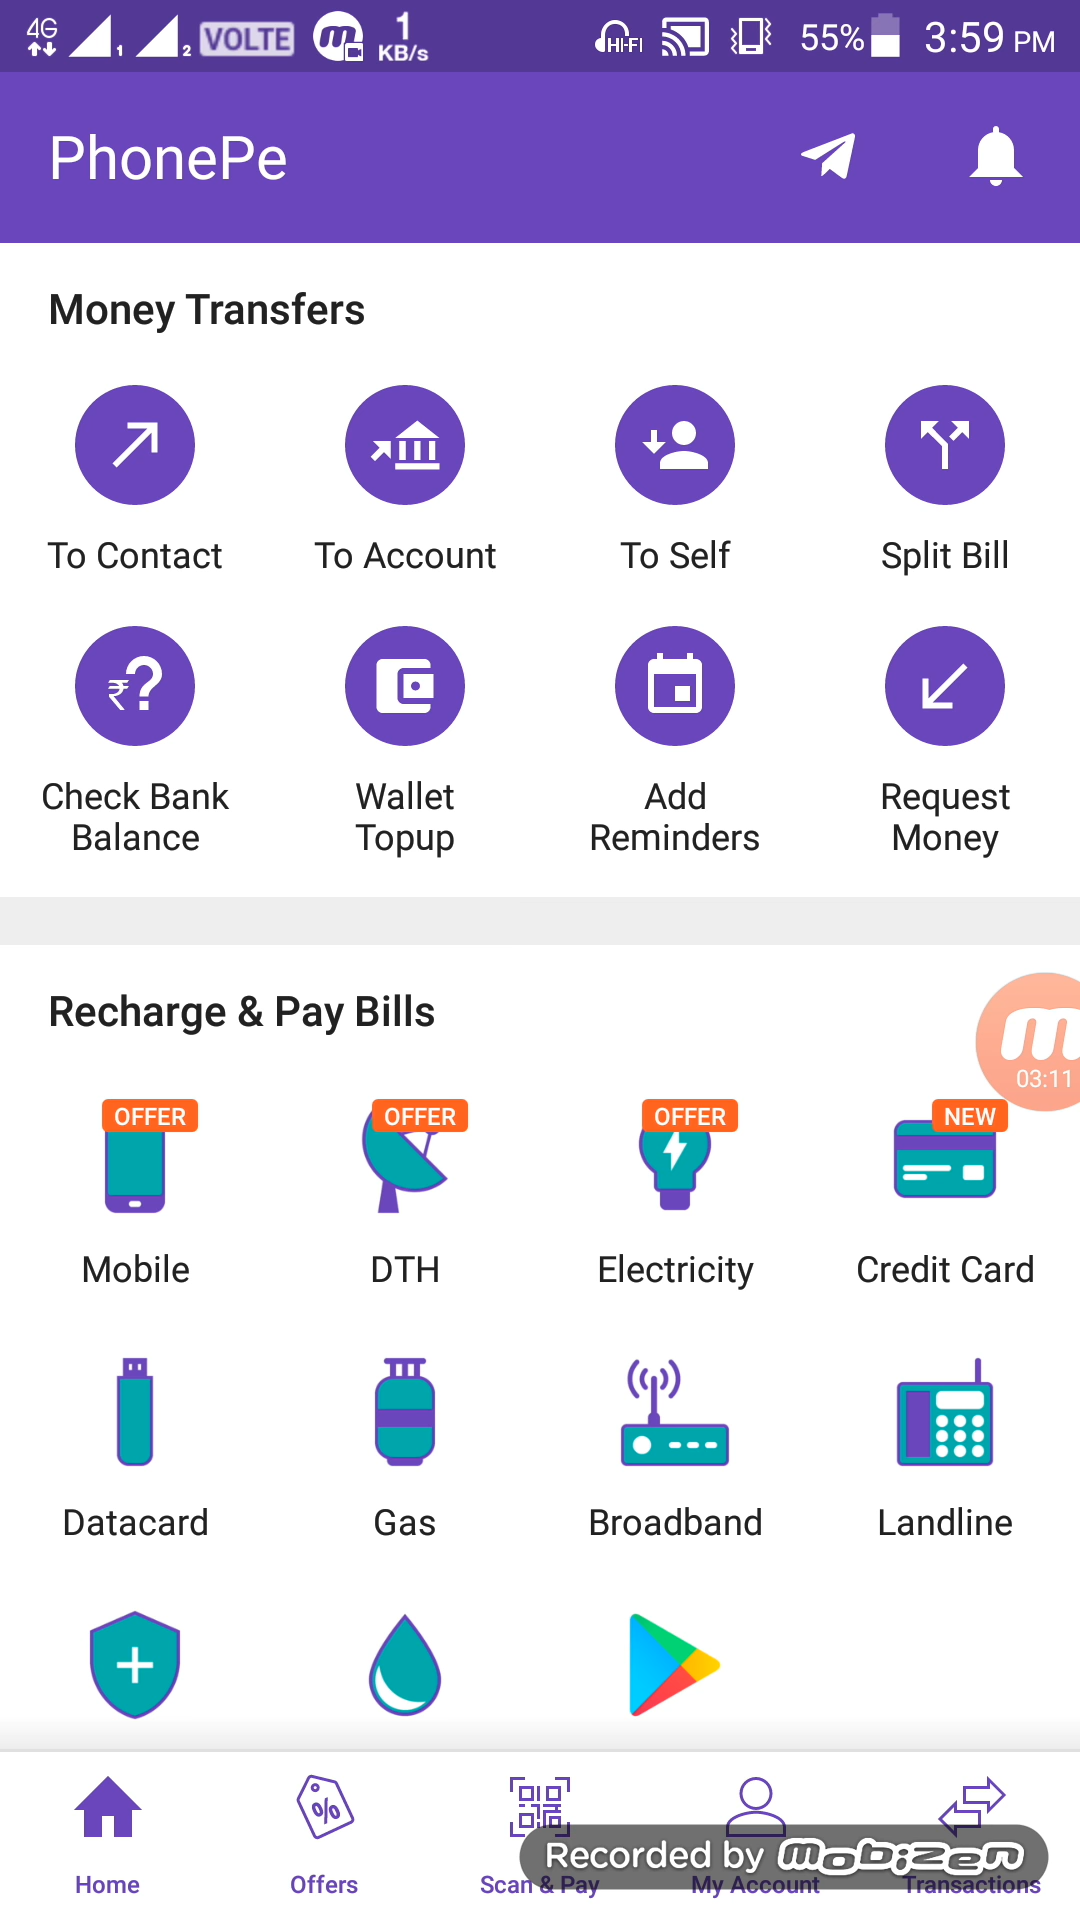 4G 1 2 VOLTE m 1 KB/s HI-FI 55% 3:59 PM
PhonePe
Money Transfers
To Contact To Account To Self Split Bill
₹?
Check Bank Balance Wallet Topup Add Reminders Request Money
Recharge & Pay Bills
m 03:11
OFFER OFFER OFFER NEW
Mobile DTH Electricity Credit Card
Datacard Gas Broadband Landline
%
Recorded by mobizen
Home Offers Scan & Pay My Account Transactions